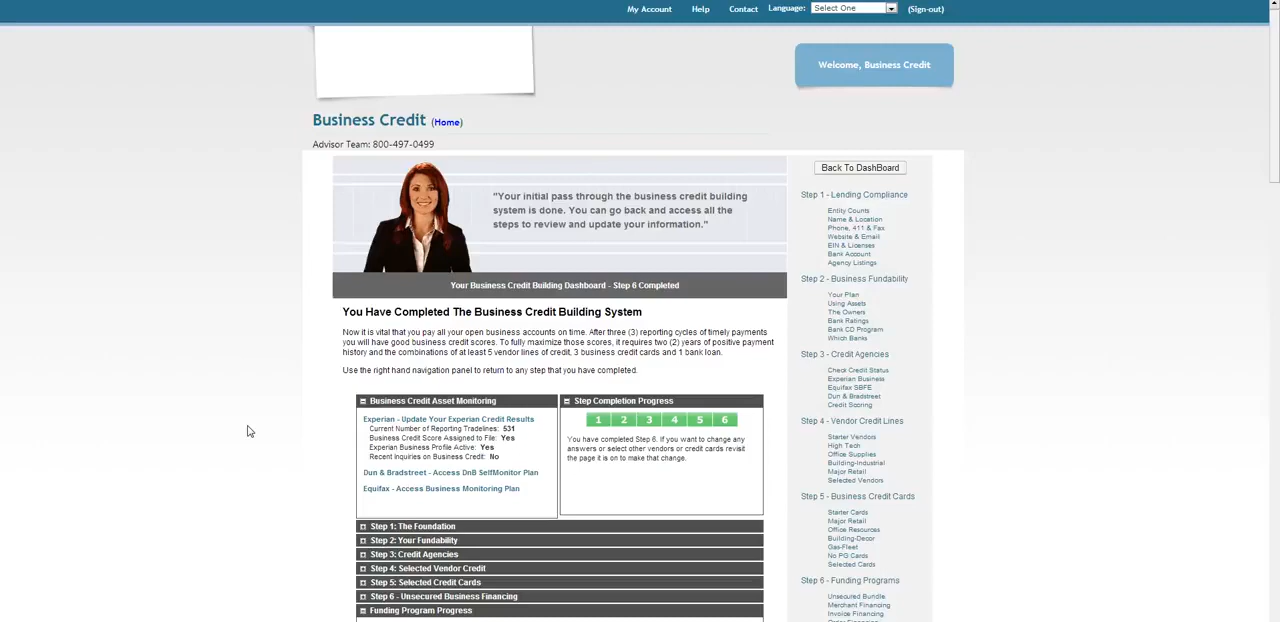 My Account Help Contact Language: Select One (Sign-out)
Welcome, Business Credit
Business Credit (Home)
Advisor Team: 800-497-0499
"Your initial pass through the business credit building
system is done. You can go back and access all the
steps to review and update your information."
Your Business Credit Building Dashboard - Step 6 Completed
You Have Completed The Business Credit Building System
Now it is vital that you pay all your open business accounts on time. After three (3) reporting cycles of timely payments
you will have good business credit scores. To fully maximize those scores, it requires two (2) years of positive payment
history and the combinations of at least 5 vendor lines of credit, 3 business credit cards and 1 bank loan.
Use the right hand navigation panel to return to any step that you have completed.
Business Credit Asset Monitoring
Experian - Update Your Experian Credit Results
Current Number of Reporting Tradelines: 531
Business Credit Score Assigned to File: Yes
Experian Business Profile Active: Yes
Recent Inquiries on Business Credit: No
Dun & Bradstreet - Access DnB SelfMonitor Plan
Equifax - Access Business Monitoring Plan
Step Completion Progress
1 2 3 4 5 6
You have completed Step 6. If you want to change any
answers or select other vendors or credit cards revisit
the page it is on to make that change.
Step 1: The Foundation
Step 2: Your Fundability
Step 3: Credit Agencies
Step 4: Selected Vendor Credit
Step 5: Selected Credit Cards
Step 6 - Unsecured Business Financing
Funding Program Progress
Back To DashBoard
Step 1 - Lending Compliance
Entity Counts
Name & Location
Phone, 411 & Fax
Website & Email
EIN & Licenses
Bank Account
Agency Listings
Step 2 - Business Fundability
Your Plan
Using Assets
The Owners
Bank Ratings
Bank CD Program
Which Banks
Step 3 - Credit Agencies
Check Credit Status
Experian Business
Equifax SBFE
Dun & Bradstreet
Credit Scoring
Step 4 - Vendor Credit Lines
Starter Vendors
High Tech
Office Supplies
Building-Industrial
Major Retail
Selected Vendors
Step 5 - Business Credit Cards
Starter Cards
Major Retail
Office Resources
Building-Decor
Gas-Fleet
No PG Cards
Selected Cards
Step 6 - Funding Programs
Unsecured Bundle
Merchant Financing
Invoice Financing